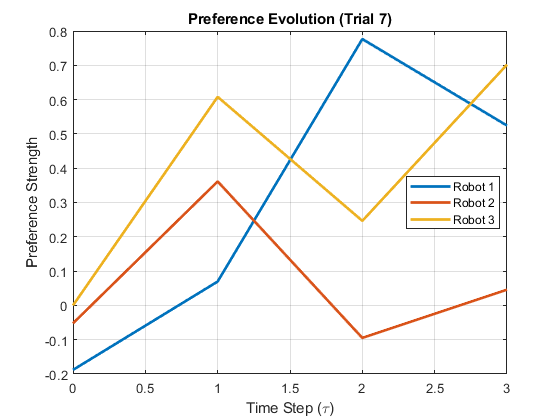 Preference Evolution (Trial 7)
Preference Strength
0.8
0.7
0.6
0.5
0.4
0.3
0.2
0.1
0
-0.1
-0.2
Robot 1
Robot 2
Robot 3
0 0.5 1 1.5 2 2.5 3
Time Step (τ)